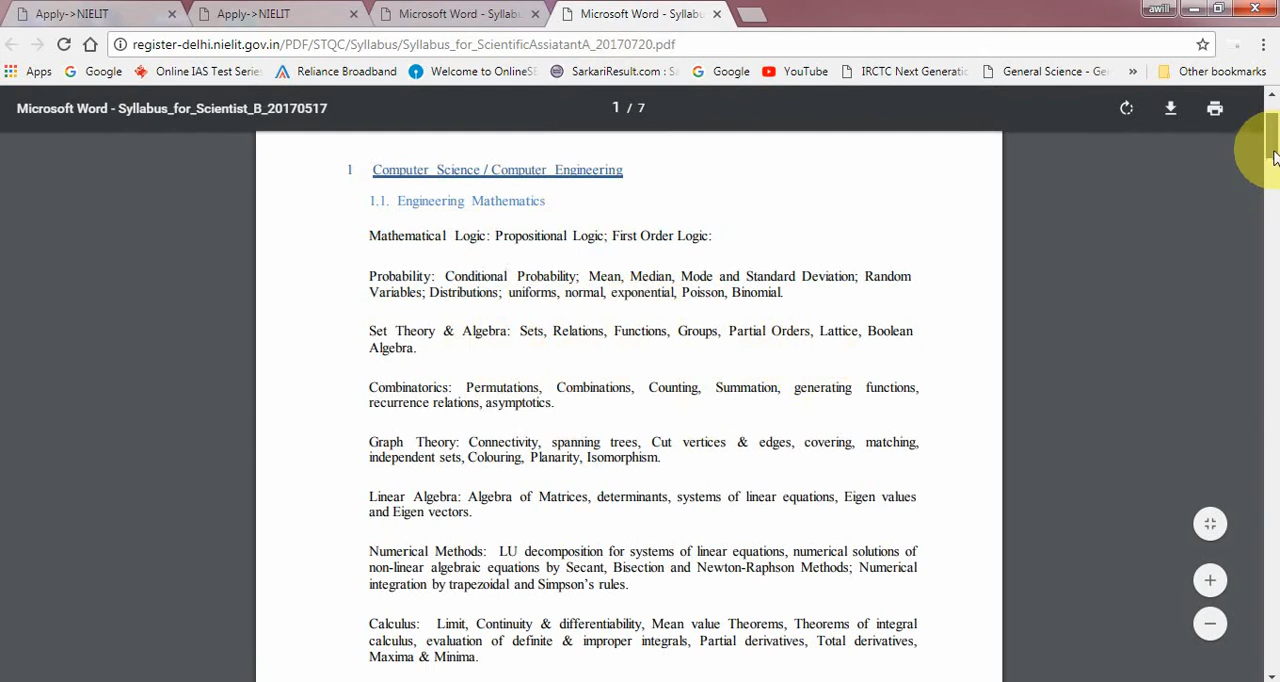 Apply->NIELIT
Apply->NIELIT
Microsoft Word - Syllabu
Microsoft Word - Syllabu
awill
register-delhi.nielit.gov.in/PDF/STQC/Syllabus/Syllabus_for_ScientificAssiatantA_20170720.pdf
Apps
Google
Online IAS Test Serie
Reliance Broadband
Welcome to OnlineSE
SarkariResult.com : S
Google
YouTube
IRCTC Next Generati
General Science - Ge
»
Other bookmarks
Microsoft Word - Syllabus_for_Scientist_B_20170517
1 / 7
1 Computer Science / Computer Engineering
1.1. Engineering Mathematics
Mathematical Logic: Propositional Logic; First Order Logic:
Probability: Conditional Probability; Mean, Median, Mode and Standard Deviation; Random
Variables; Distributions; uniforms, normal, exponential, Poisson, Binomial.
Set Theory & Algebra: Sets, Relations, Functions, Groups, Partial Orders, Lattice, Boolean
Algebra.
Combinatorics: Permutations, Combinations, Counting, Summation, generating functions,
recurrence relations, asymptotics.
Graph Theory: Connectivity, spanning trees, Cut vertices & edges, covering, matching,
independent sets, Colouring, Planarity, Isomorphism.
Linear Algebra: Algebra of Matrices, determinants, systems of linear equations, Eigen values
and Eigen vectors.
Numerical Methods: LU decomposition for systems of linear equations, numerical solutions of
non-linear algebraic equations by Secant, Bisection and Newton-Raphson Methods; Numerical
integration by trapezoidal and Simpson's rules.
Calculus: Limit, Continuity & differentiability, Mean value Theorems, Theorems of integral
calculus, evaluation of definite & improper integrals, Partial derivatives, Total derivatives,
Maxima & Minima.